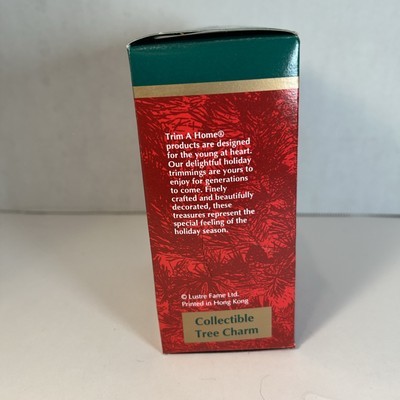 Trim A Home®
products are designed
for the young at heart.
Our delightful holiday
trimmings are yours to
enjoy for generations
to come. Finely
crafted and beautifully
decorated, these
treasures represent the
special feeling of the
holiday season.
© Lustre Fame Ltd.
Printed in Hong Kong
Collectible
Tree Charm